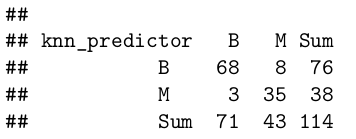 ##
## knn_predictor B M Sum
## B 68 8 76
## M 3 35 38
## Sum 71 43 114